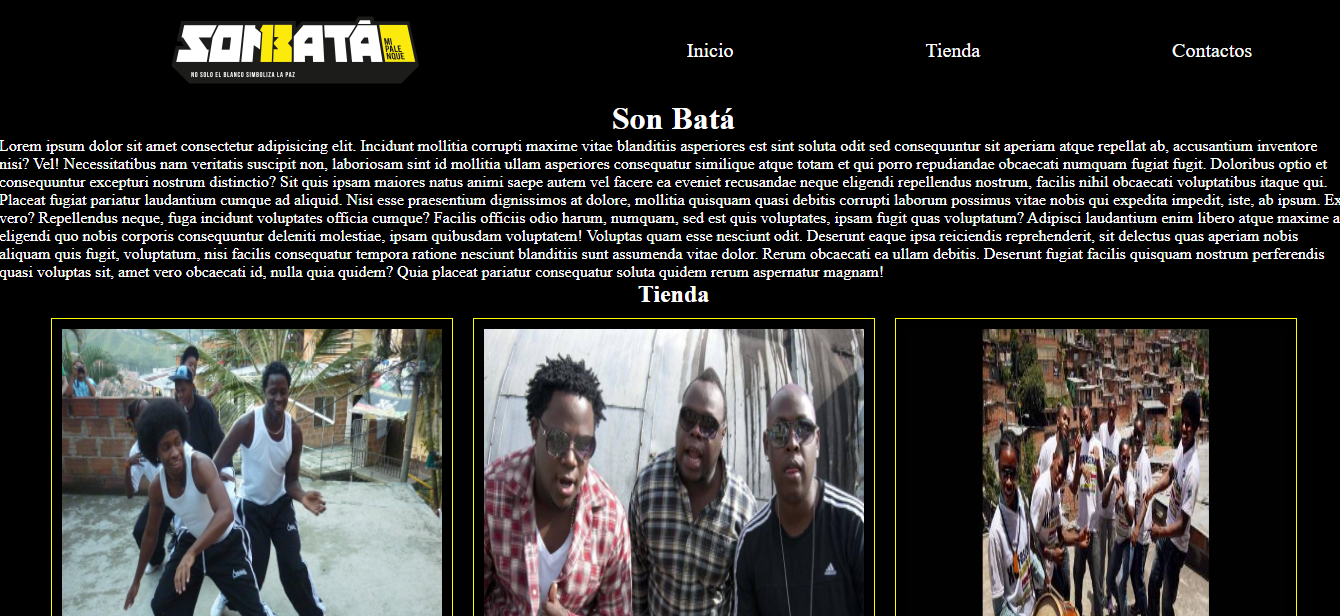 SONBATÁ
MI
PALE
NQUE
NO SOLO EL BLANCO SIMBOLIZA LA PAZ
Inicio
Tienda
Contactos
Son Batá
Lorem ipsum dolor sit amet consectetur adipisicing elit. Incidunt mollitia corrupti maxime vitae blanditiis asperiores est sint soluta odit sed consequuntur sit aperiam atque repellat ab, accusantium inventore
nisi? Vel! Necessitatibus nam veritatis suscipit non, laboriosam sint id mollitia ullam asperiores consequatur similique atque totam et qui porro repudiandae obcaecati numquam fugiat fugit. Doloribus optio et
consequuntur excepturi nostrum distinctio? Sit quis ipsam maiores natus animi saepe autem vel facere ea eveniet recusandae neque eligendi repellendus nostrum, facilis nihil obcaecati voluptatibus itaque qui.
Placeat fugiat pariatur laudantium cumque ad aliquid. Nisi esse praesentium dignissimos at dolore, mollitia quisquam quasi debitis corrupti laborum possimus vitae nobis qui expedita impedit, iste, ab ipsum. Ex
vero? Repellendus neque, fuga incidunt voluptates officia cumque? Facilis officiis odio harum, numquam, sed est quis voluptates, ipsam fugit quas voluptatum? Adipisci laudantium enim libero atque maxime a
eligendi quo nobis corporis consequuntur deleniti molestiae, ipsam quibusdam voluptatem! Voluptas quam esse nesciunt odit. Deserunt eaque ipsa reiciendis reprehenderit, sit delectus quas aperiam nobis
aliquam quis fugit, voluptatum, nisi facilis consequatur tempora ratione nesciunt blanditiis sunt assumenda vitae dolor. Rerum obcaecati ea ullam debitis. Deserunt fugiat facilis quisquam nostrum perferendis
quasi voluptas sit, amet vero obcaecati id, nulla quia quidem? Quia placeat pariatur consequatur soluta quidem rerum aspernatur magnam!
Tienda